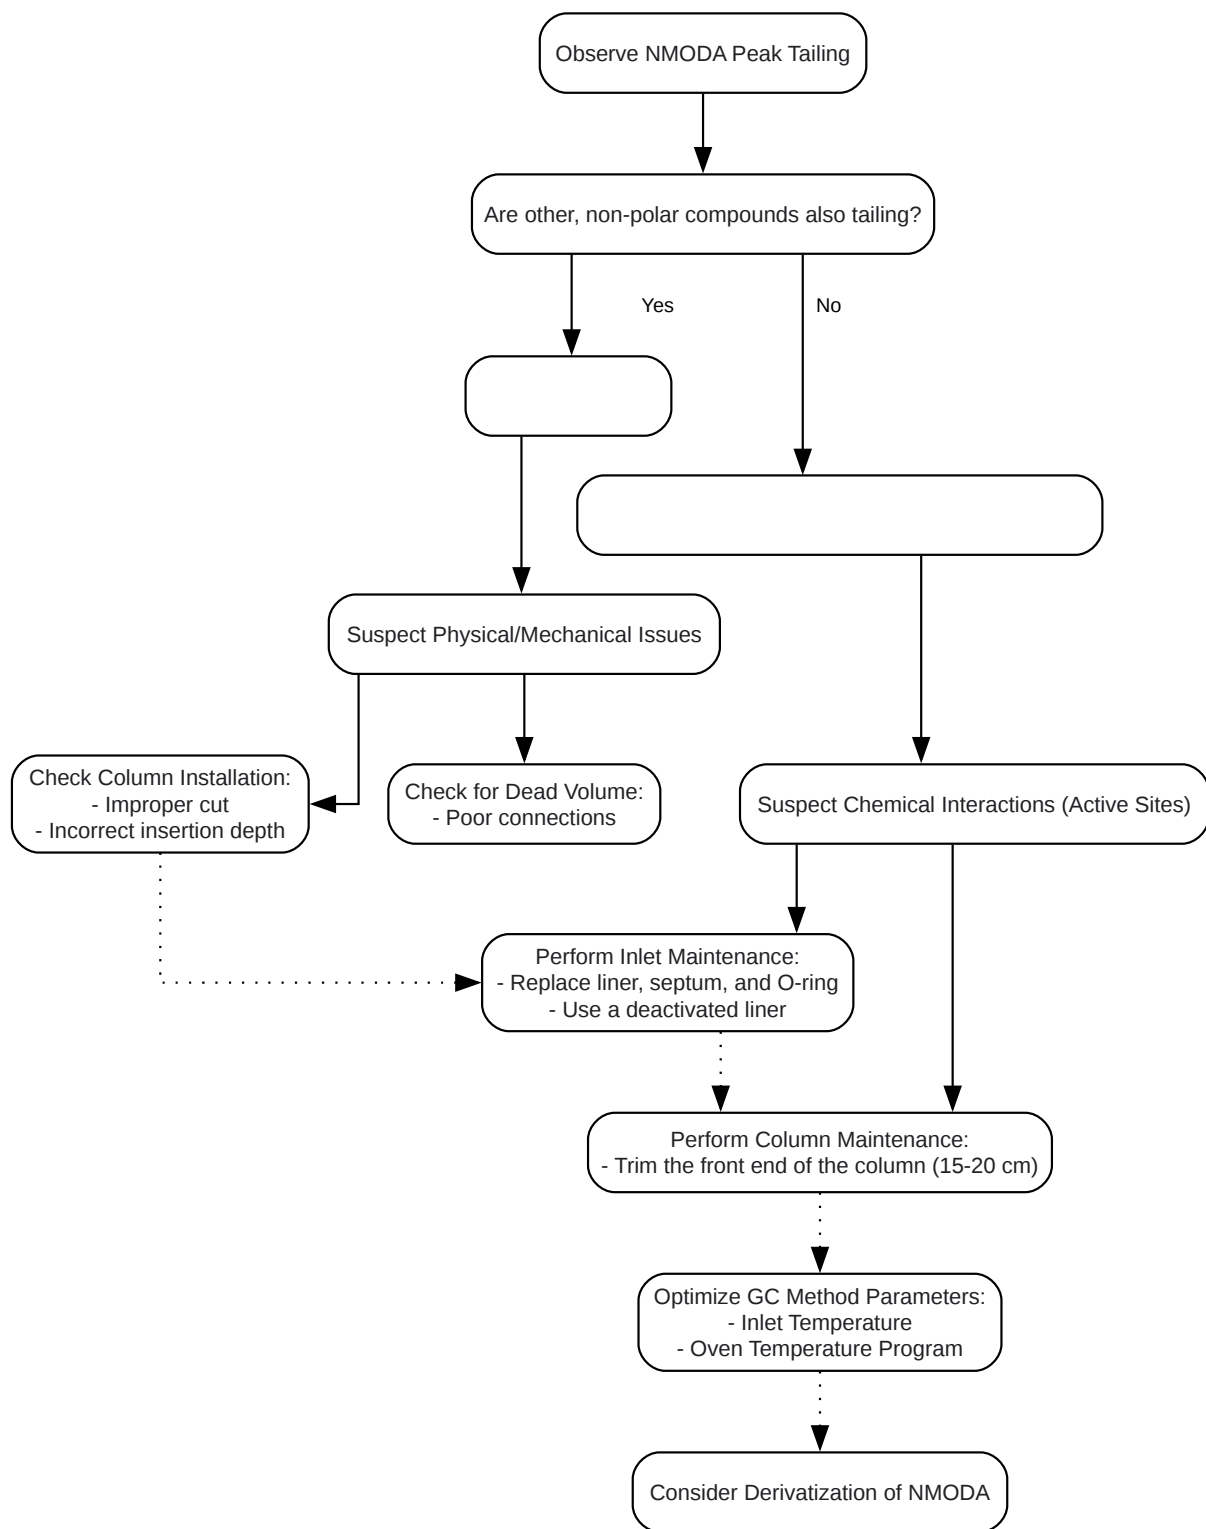 Observe NMODA Peak Tailing
Are other, non-polar compounds also tailing?
Yes
No
Suspect Physical/Mechanical Issues
Check Column Installation:
- Improper cut
- Incorrect insertion depth
Check for Dead Volume:
- Poor connections
Suspect Chemical Interactions (Active Sites)
Perform Inlet Maintenance:
- Replace liner, septum, and O-ring
- Use a deactivated liner
Perform Column Maintenance:
- Trim the front end of the column (15-20 cm)
Optimize GC Method Parameters:
- Inlet Temperature
- Oven Temperature Program
Consider Derivatization of NMODA